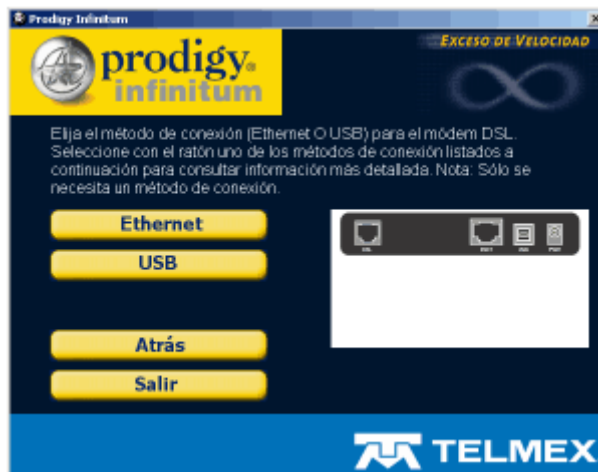 Prodigy Infinitum
prodigy®
infinitum
EXCESO DE VELOCIDAD
Elija el método de conexión (Ethernet O USB) para el módem DSL.
Seleccione con el ratón uno de los métodos de conexión listados a
continuación para consultar información más detallada. Nota: Sólo se
necesita un método de conexión.
Ethernet
USB
Atrás
Salir
TELMEX